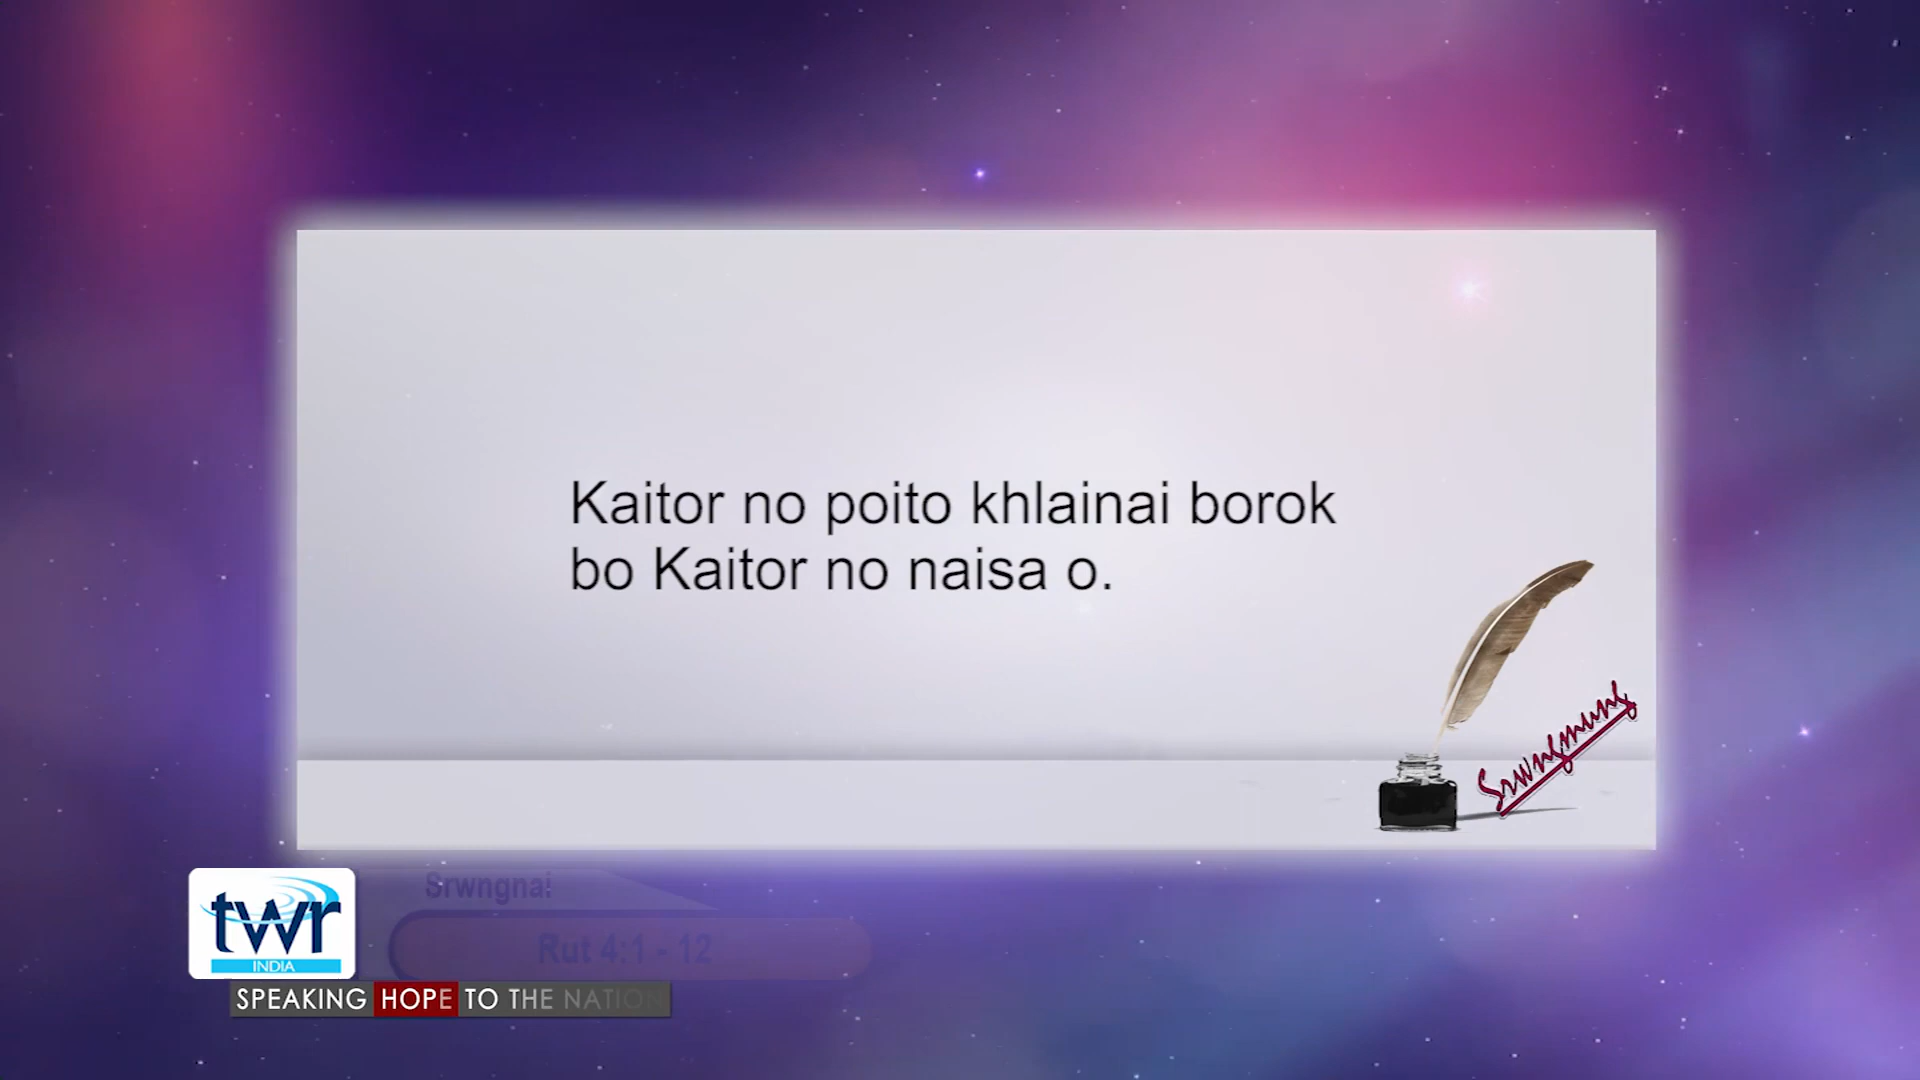 Kaitor no poito khlainai borok
bo Kaitor no naisa o.
Srwngmung
Srwngnai
twr
INDIA
Rut 4:1 - 12
SPEAKING HOPE TO THE NATION